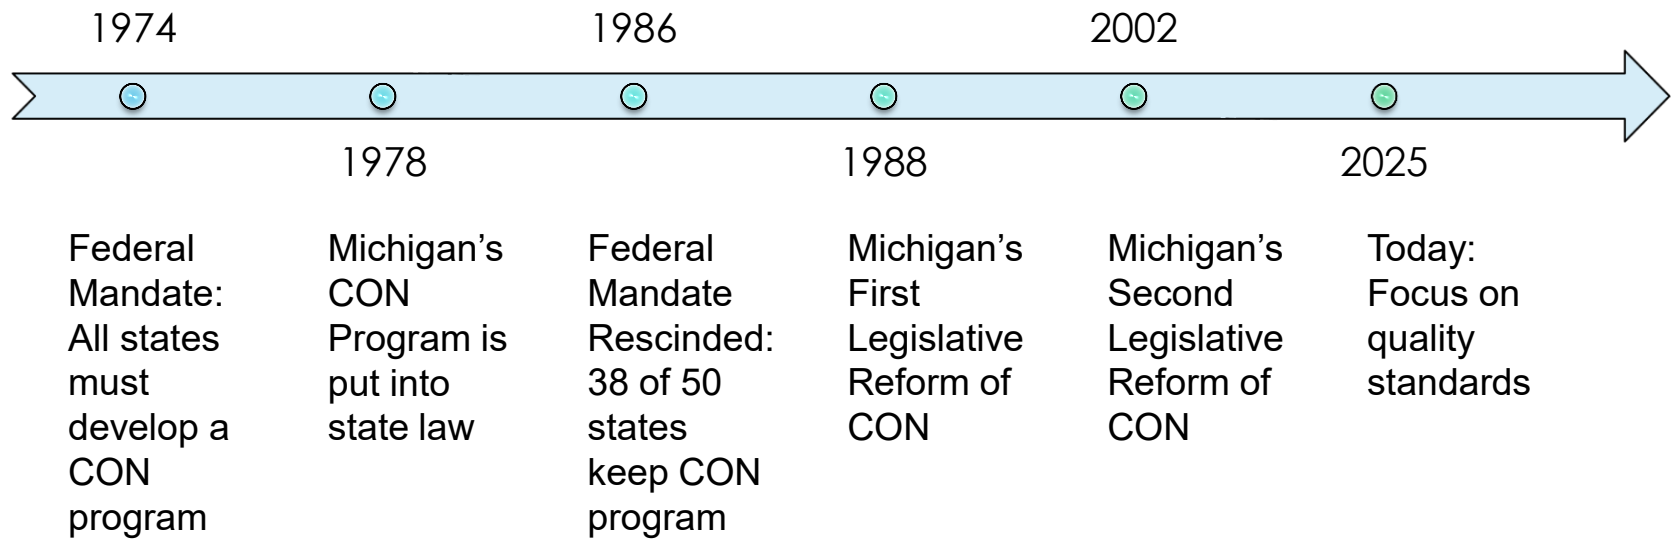 1974
1986
2002
1978
1988
2025
Federal
Mandate:
All states
must
develop a
CON
program
Michigan’s
CON
Program is
put into
state law
Federal
Mandate
Rescinded:
38 of 50
states
keep CON
program
Michigan’s
First
Legislative
Reform of
CON
Michigan’s
Second
Legislative
Reform of
CON
Today:
Focus on
quality
standards